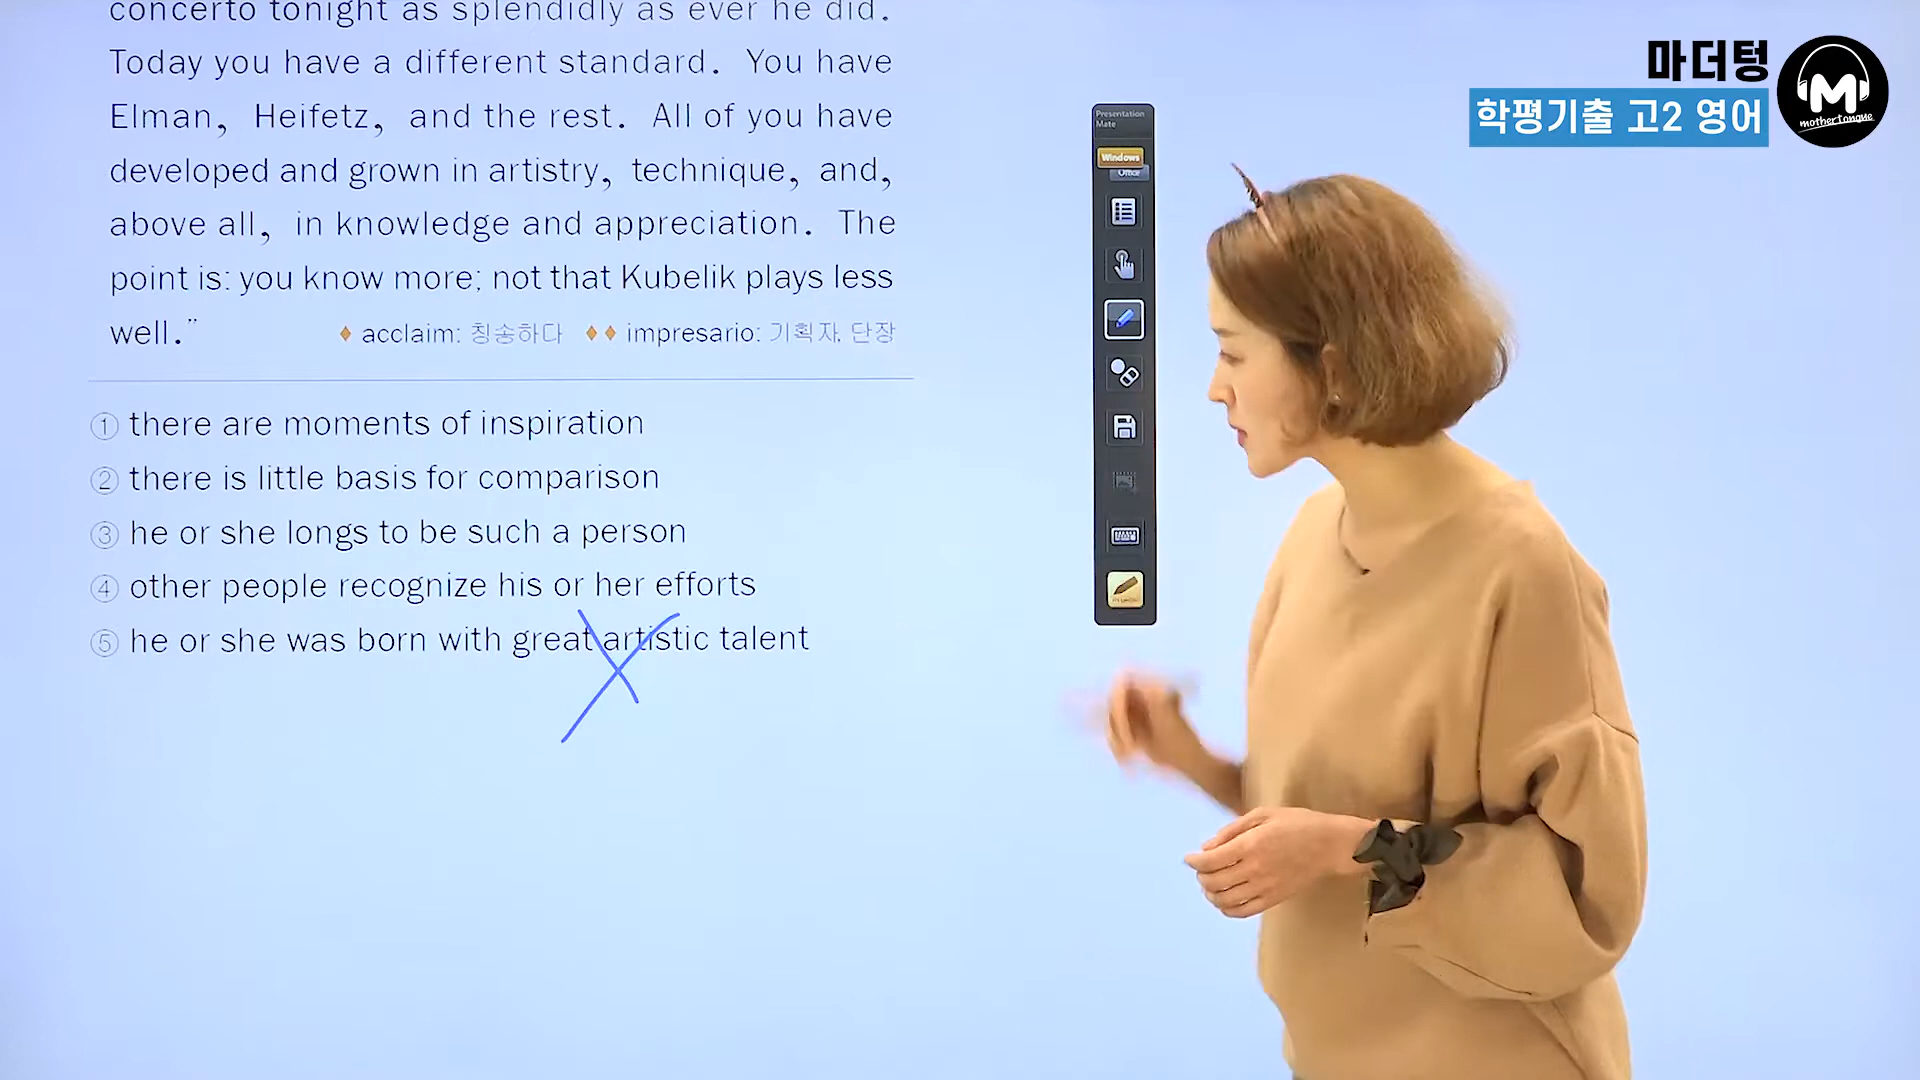 concerto tonight as splendidly as ever he did.
Today you have a different standard. You have
Elman, Heifetz, and the rest. All of you have
developed and grown in artistry, technique, and,
above all, in knowledge and appreciation. The
point is: you know more; not that Kubelik plays less
well.”
♦ acclaim: 칭송하다 ♦♦ impresario: 기획자, 단장
① there are moments of inspiration
② there is little basis for comparison
③ he or she longs to be such a person
④ other people recognize his or her efforts
⑤ he or she was born with great artistic talent
Presentation
Mate
Windows
Office
마더텅
학평기출 고2 영어
M
mothertongue